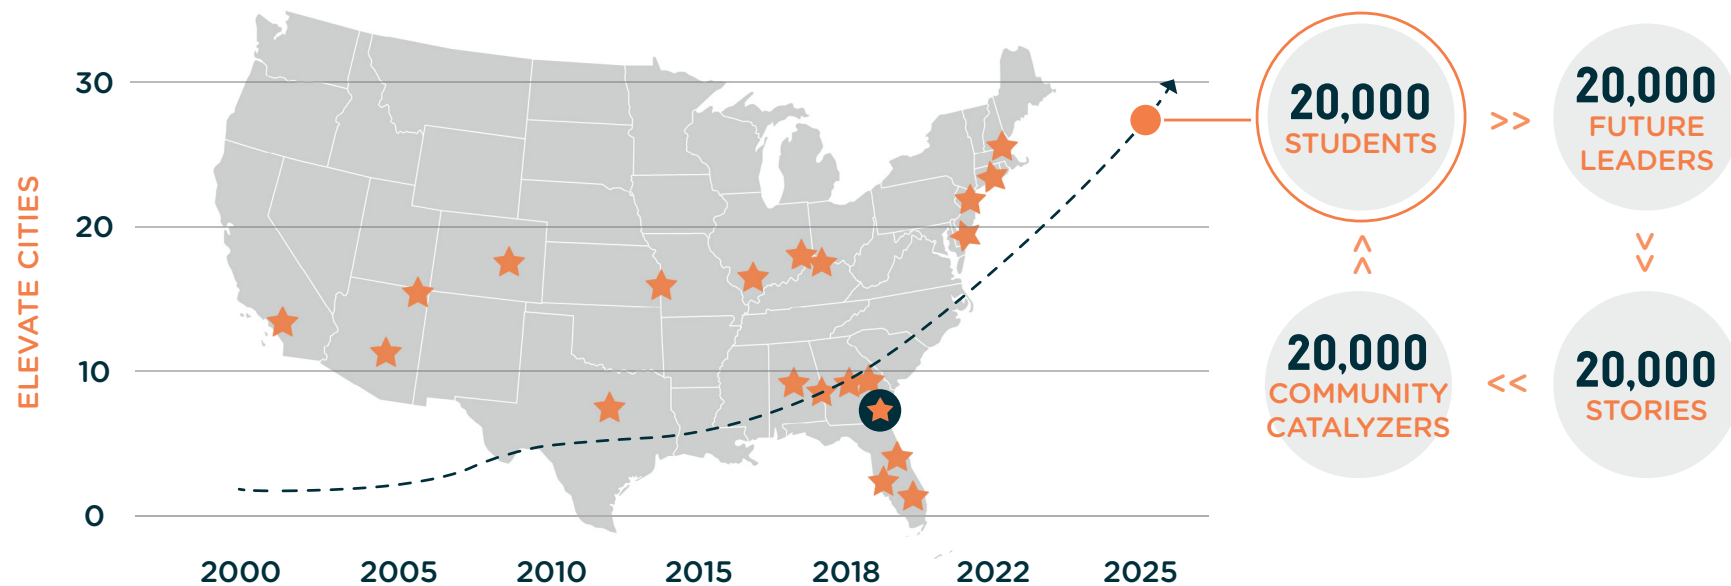 ELEVATE CITIES
30
20
10
0
2000 2005 2010 2015 2018 2022 2025
20,000
STUDENTS
>>
20,000
FUTURE
LEADERS
20,000
COMMUNITY
CATALYZERS
<<
20,000
STORIES